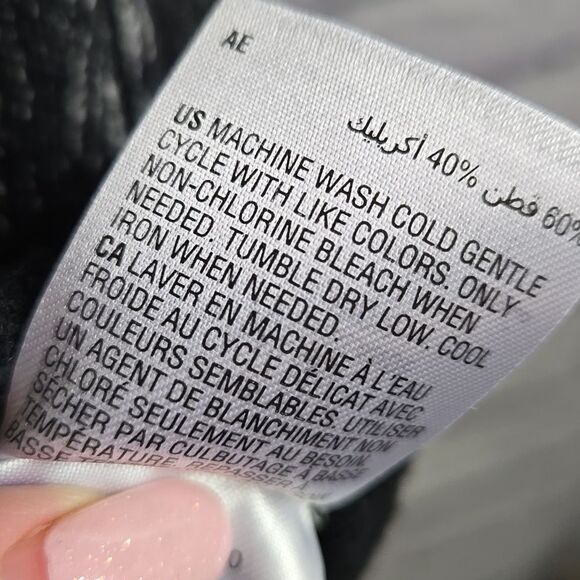 AE
60% قطن 40% أكريليك
US MACHINE WASH COLD GENTLE
CYCLE WITH LIKE COLORS. ONLY
NON-CHLORINE BLEACH WHEN
NEEDED. TUMBLE DRY LOW. COOL
IRON WHEN NEEDED.
CA LAVER EN MACHINE À L'EAU
FROIDE AU CYCLE DÉLICAT AVEC
COULEURS SEMBLABLES. UTILISER
UN AGENT DE BLANCHIMENT NON
CHLORÉ SEULEMENT AU BESOIN.
SÉCHER PAR CULBUTAGE À BASSE
TEMPÉRATURE. REPASSER
BASSE